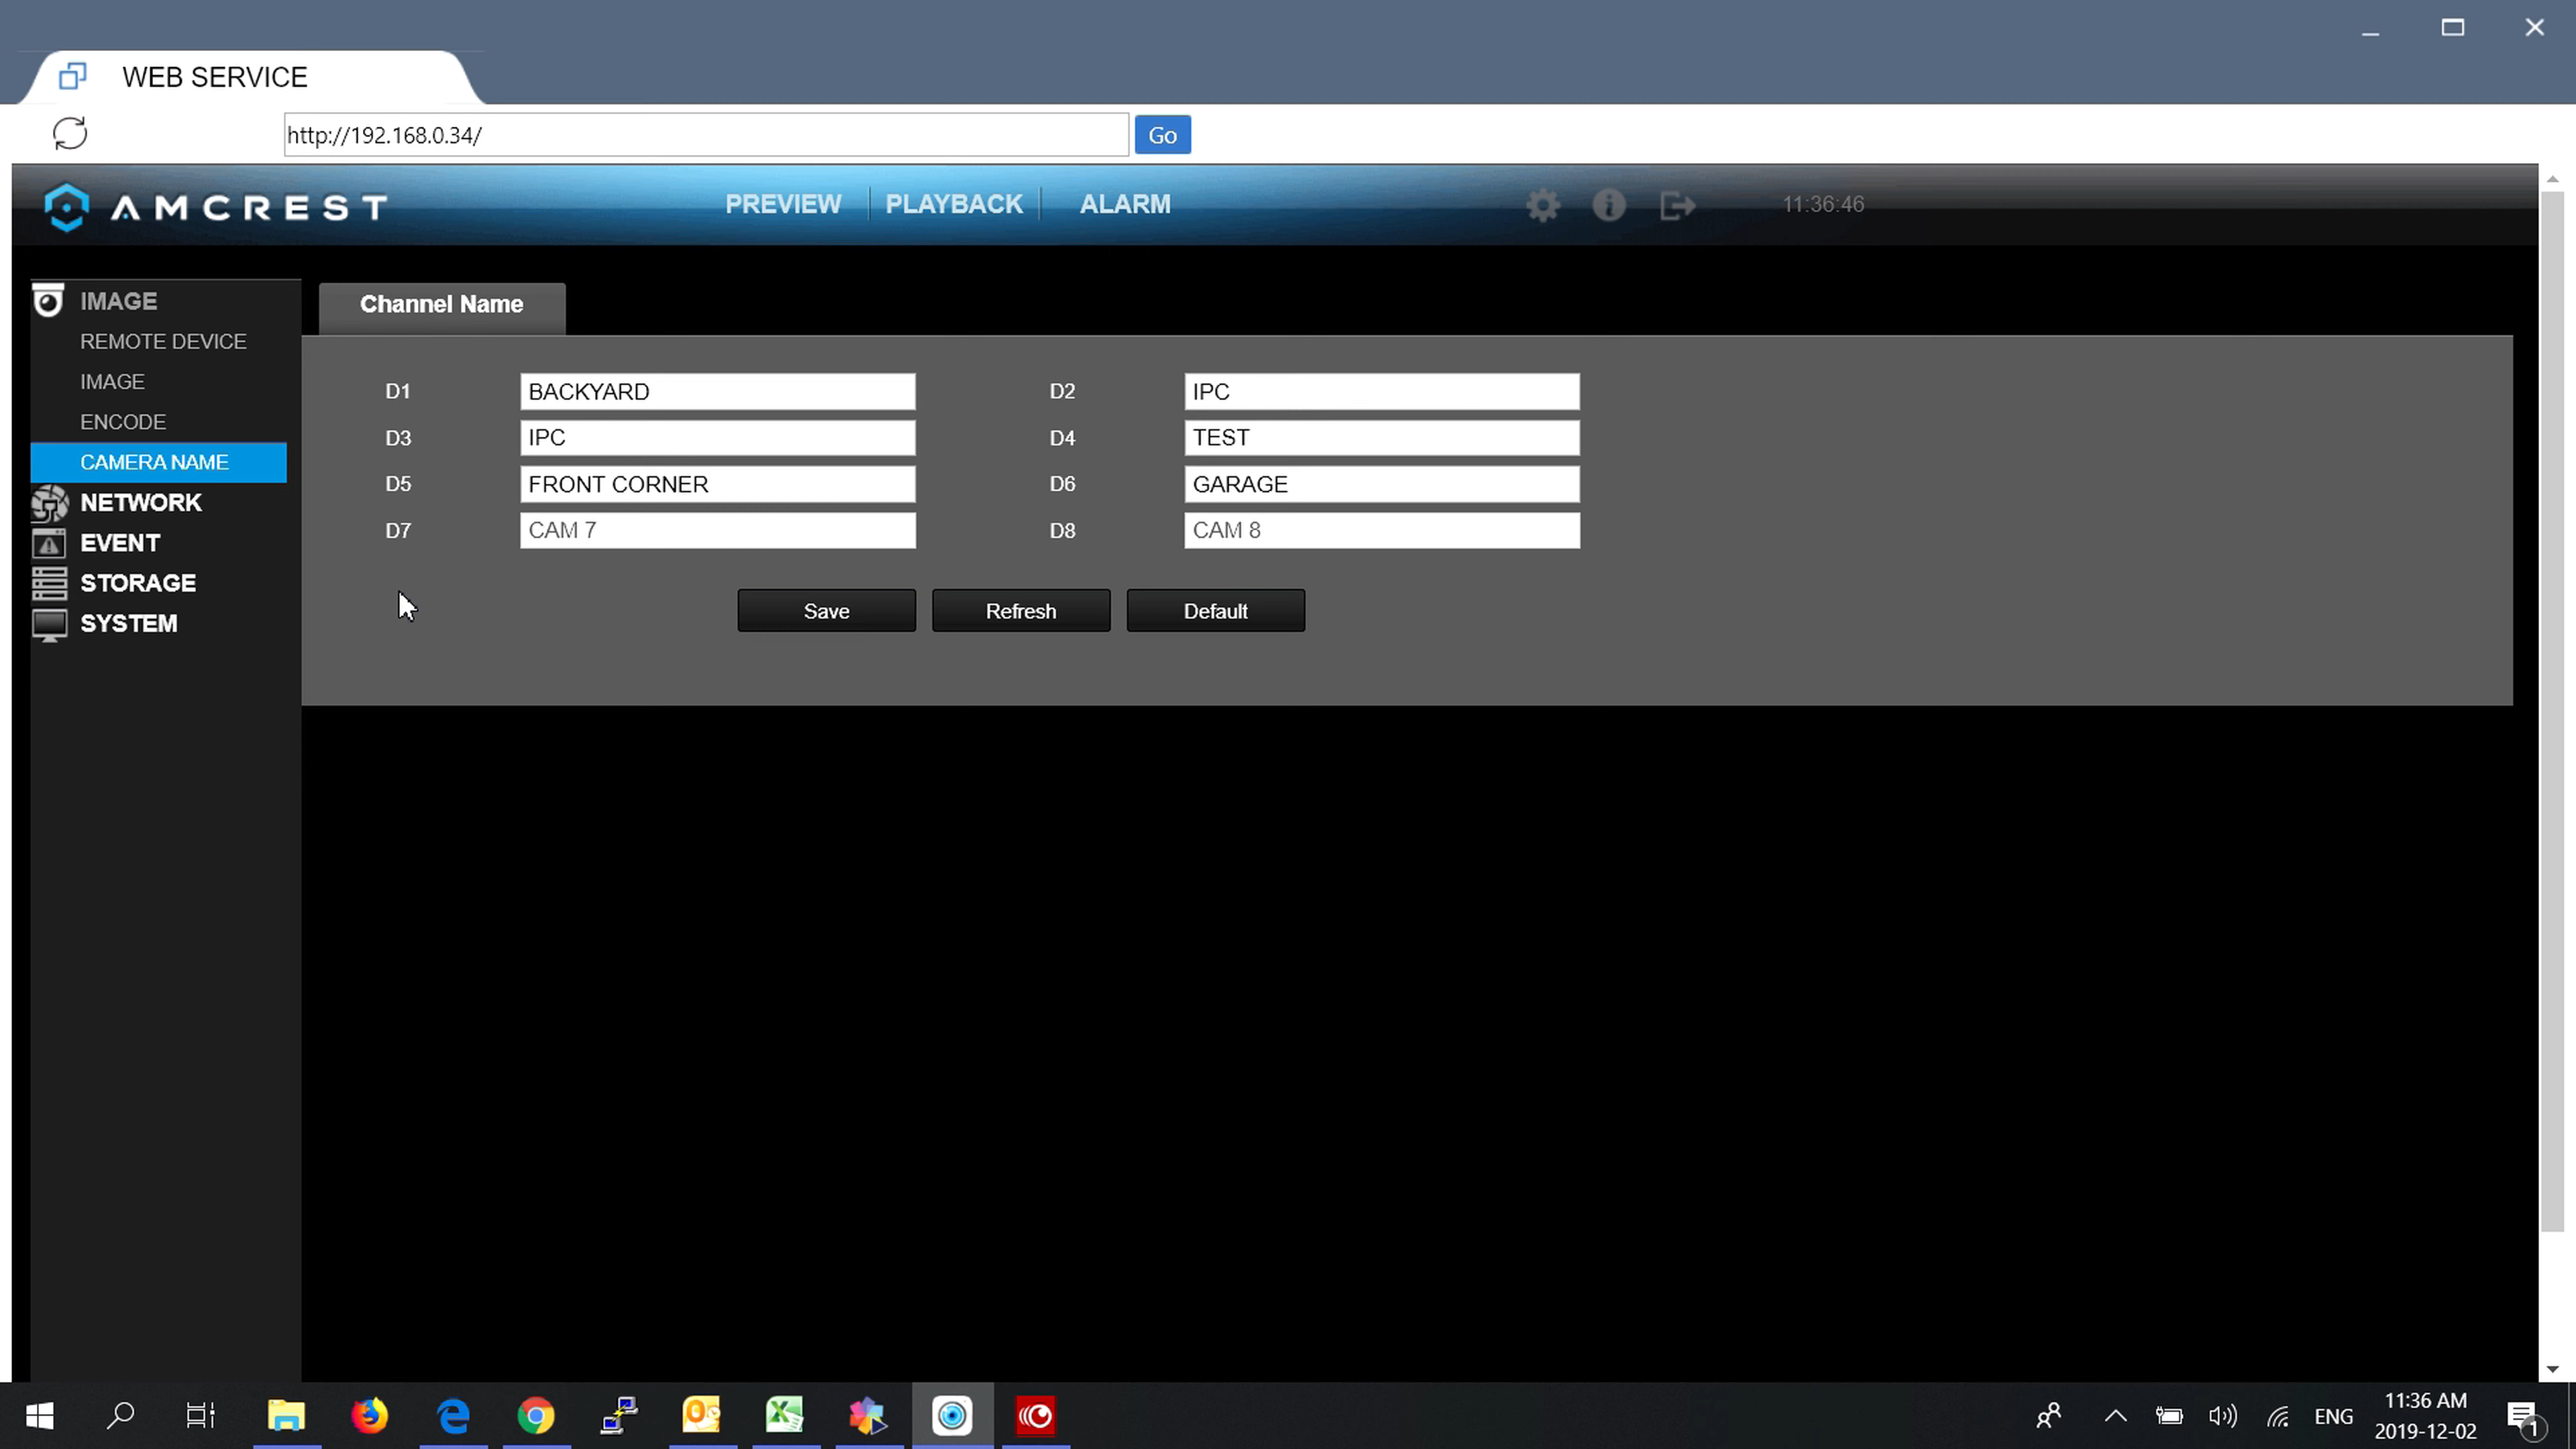 WEB SERVICE
http://192.168.0.34/
Go
AMCREST
PREVIEW
PLAYBACK
ALARM
11:36:46
IMAGE
REMOTE DEVICE
IMAGE
ENCODE
CAMERA NAME
NETWORK
EVENT
STORAGE
SYSTEM
Channel Name
D1 BACKYARD D2 IPC
D3 IPC D4 TEST
D5 FRONT CORNER D6 GARAGE
D7 CAM 7 D8 CAM 8
Save Refresh Default
ENG
11:36 AM
2019-12-02
1